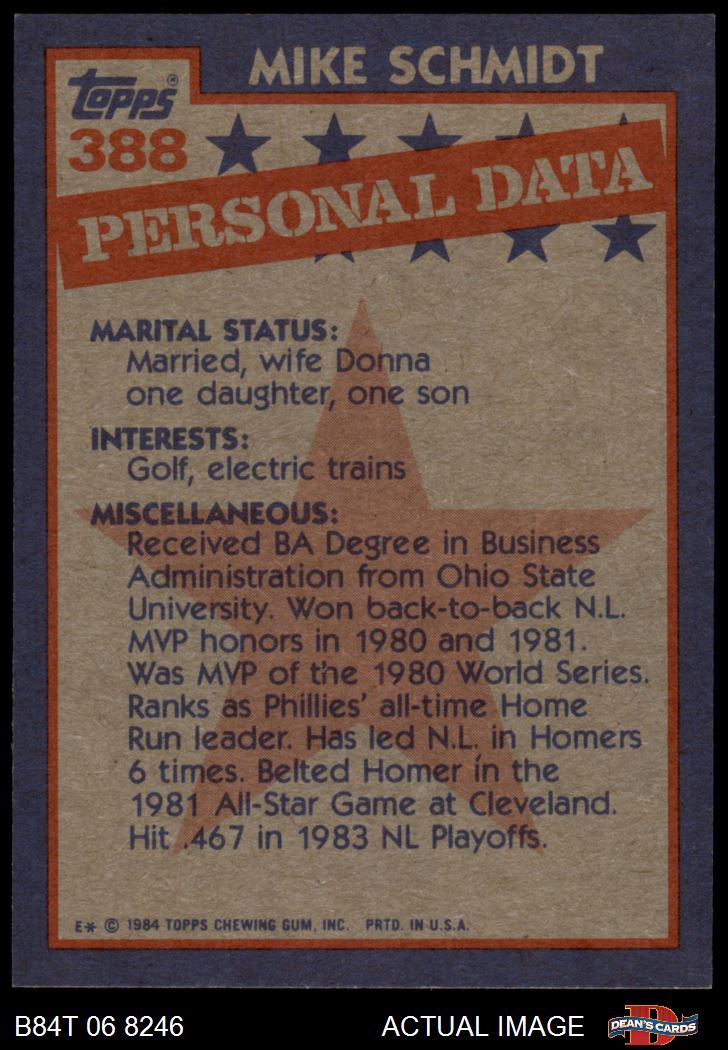 MIKE SCHMIDT
Topps®
388
PERSONAL DATA
MARITAL STATUS:
Married, wife Donna
one daughter, one son
INTERESTS:
Golf, electric trains
MISCELLANEOUS:
Received BA Degree in Business
Administration from Ohio State
University. Won back-to-back N.L.
MVP honors in 1980 and 1981.
Was MVP of the 1980 World Series.
Ranks as Phillies' all-time Home
Run leader. Has led N.L. in Homers
6 times. Belted Homer in the
1981 All-Star Game at Cleveland.
Hit .467 in 1983 NL Playoffs.
E* © 1984 TOPPS CHEWING GUM, INC. PRTD. IN U.S.A.
B84T 06 8246 ACTUAL IMAGE D DEAN'S CARDS